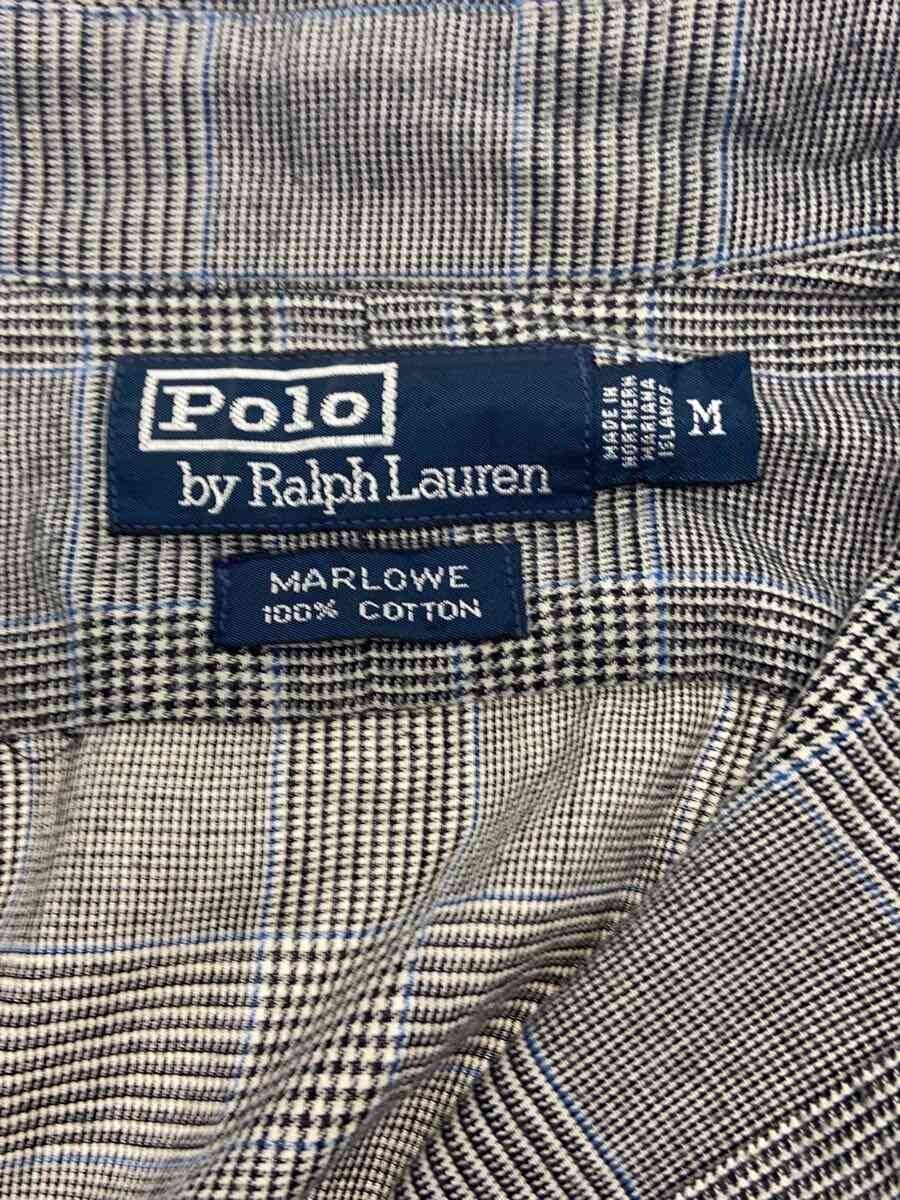 Polo
by Ralph Lauren
MADE IN
NORTHERN
MARIANA
ISLANDS
M
MARLOWE
100% COTTON